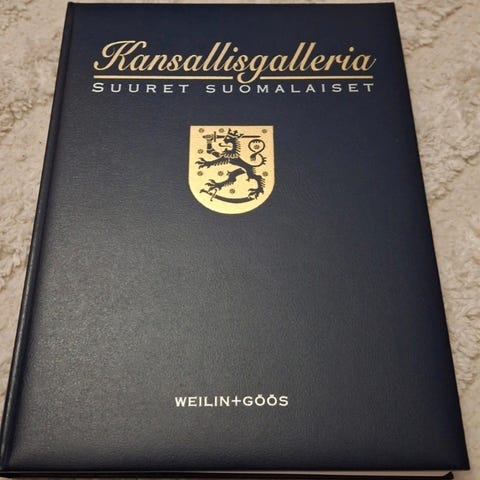 Kansallisgalleria
SUURET SUOMALAISET
WEILIN+GÖÖS